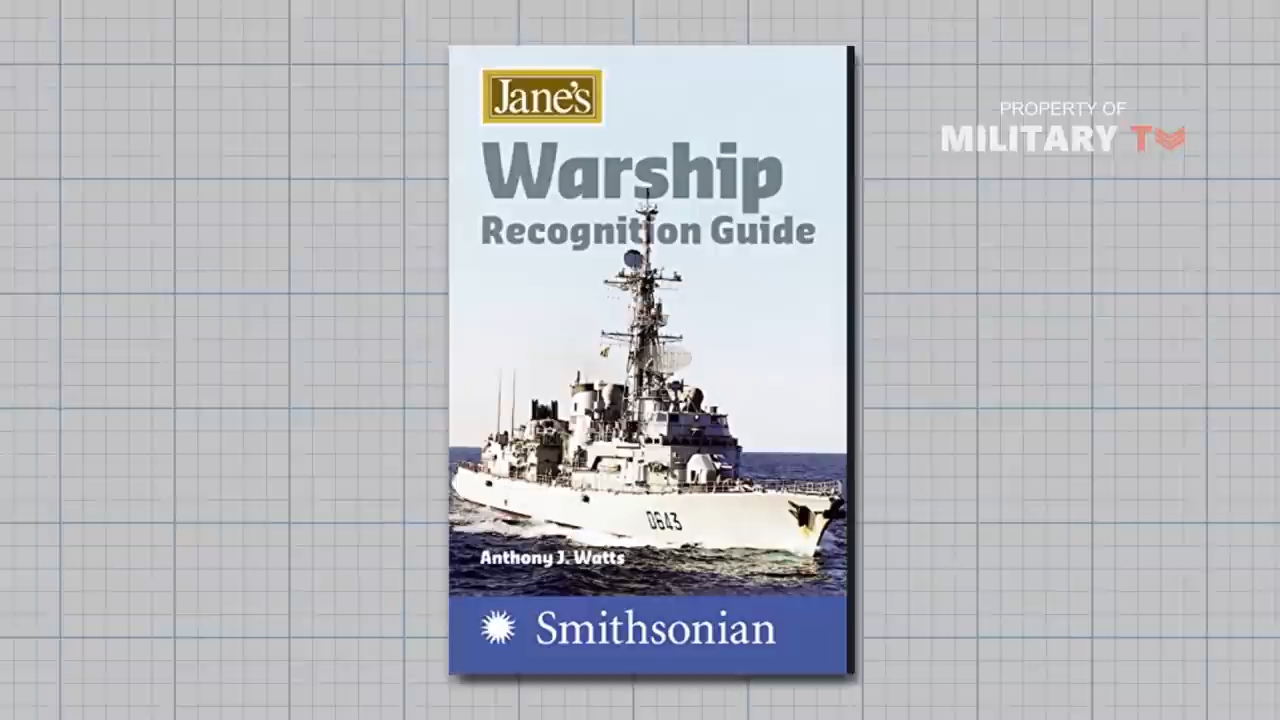 Jane's
Warship
Recognition Guide
D643
Anthony J. Watts
Smithsonian
PROPERTY OF
MILITARY TV